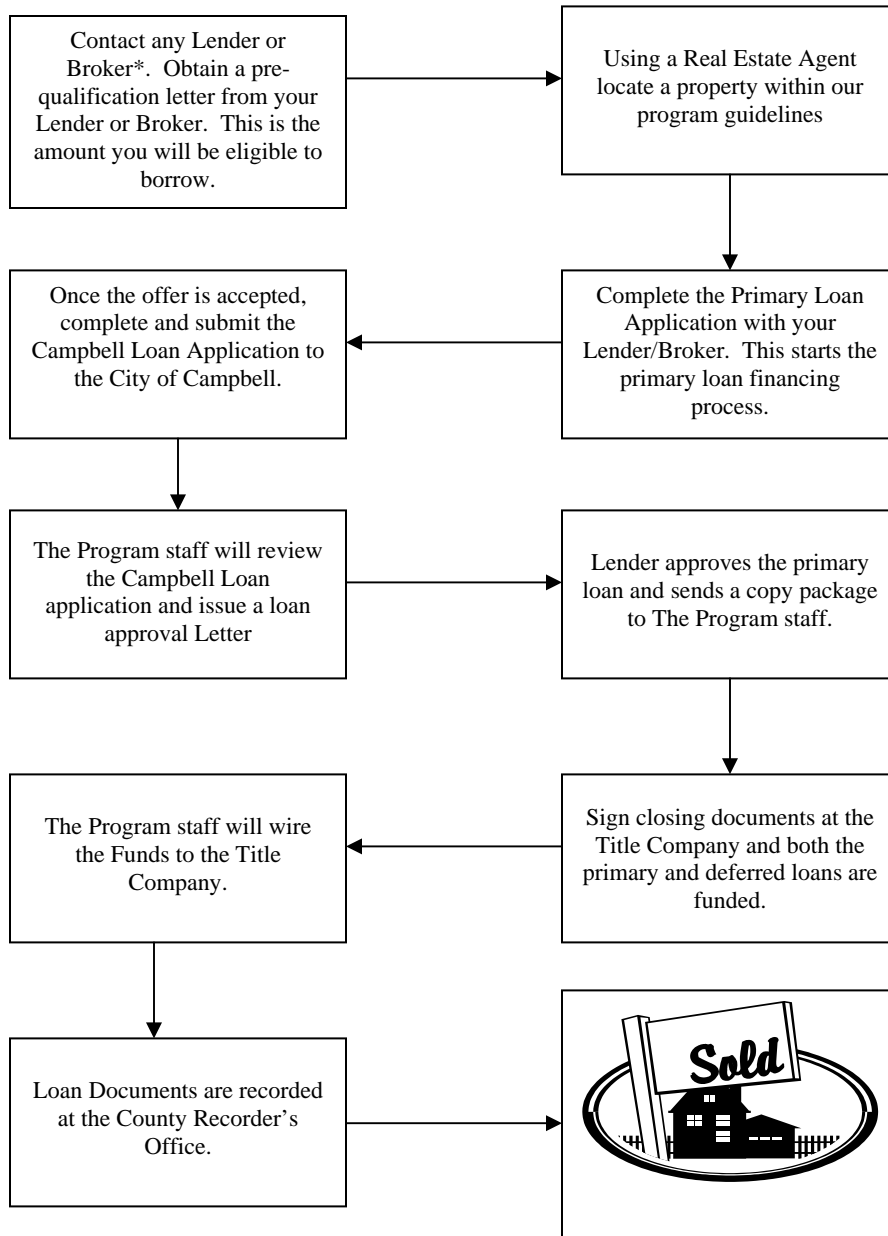 Contact any Lender or
Broker*. Obtain a pre-
qualification letter from your
Lender or Broker. This is the
amount you will be eligible to
borrow.
Using a Real Estate Agent
locate a property within our
program guidelines
Complete the Primary Loan
Application with your
Lender/Broker. This starts the
primary loan financing
process.
Once the offer is accepted,
complete and submit the
Campbell Loan Application to
the City of Campbell.
The Program staff will review
the Campbell Loan
application and issue a loan
approval Letter
Lender approves the primary
loan and sends a copy package
to The Program staff.
Sign closing documents at the
Title Company and both the
primary and deferred loans are
funded.
The Program staff will wire
the Funds to the Title
Company.
Loan Documents are recorded
at the County Recorder’s
Office.
Sold